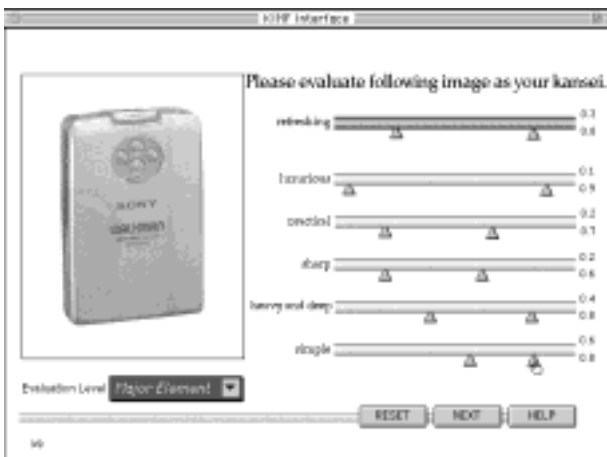 KIMF Interface
Please evaluate following image as your kansei.
refreshing
0.3
0.8
luxurious
0.1
0.9
practical
0.2
0.7
sharp
0.2
0.6
heavy and deep
0.4
0.8
simple
0.6
0.8
SONY
WALKMAN
Evaluation Level Major Element
RESET NEXT HELP